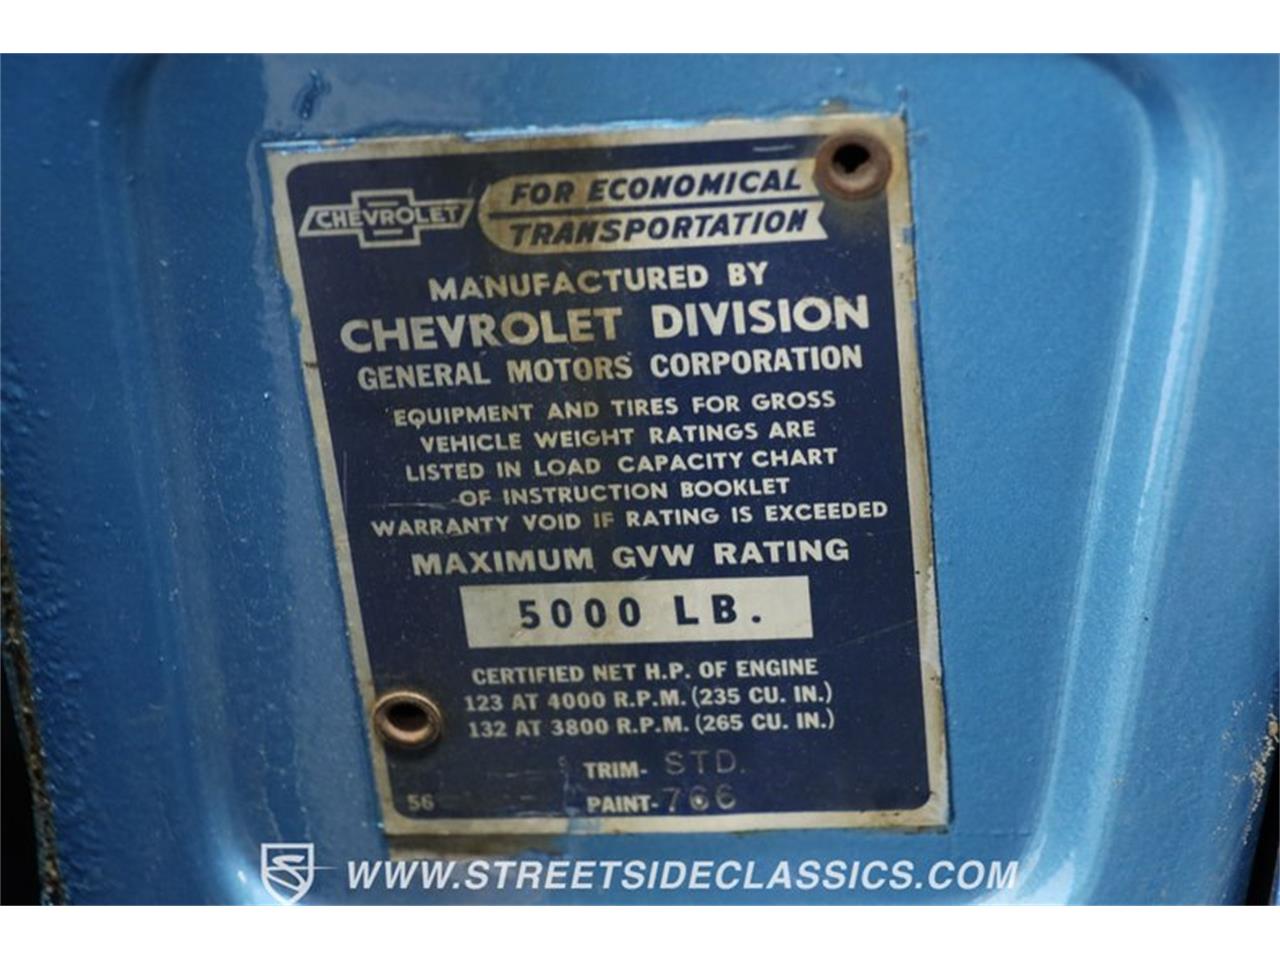 CHEVROLET
FOR ECONOMICAL
TRANSPORTATION
MANUFACTURED BY
CHEVROLET DIVISION
GENERAL MOTORS CORPORATION
EQUIPMENT AND TIRES FOR GROSS
VEHICLE WEIGHT RATINGS ARE
LISTED IN LOAD CAPACITY CHART
OF INSTRUCTION BOOKLET
WARRANTY VOID IF RATING IS EXCEEDED
MAXIMUM GVW RATING
5000 LB.
CERTIFIED NET H.P. OF ENGINE
123 AT 4000 R.P.M. (235 CU. IN.)
132 AT 3800 R.P.M. (265 CU. IN.)
TRIM- STD.
56 PAINT- 766
WWW.STREETSIDECLASSICS.COM